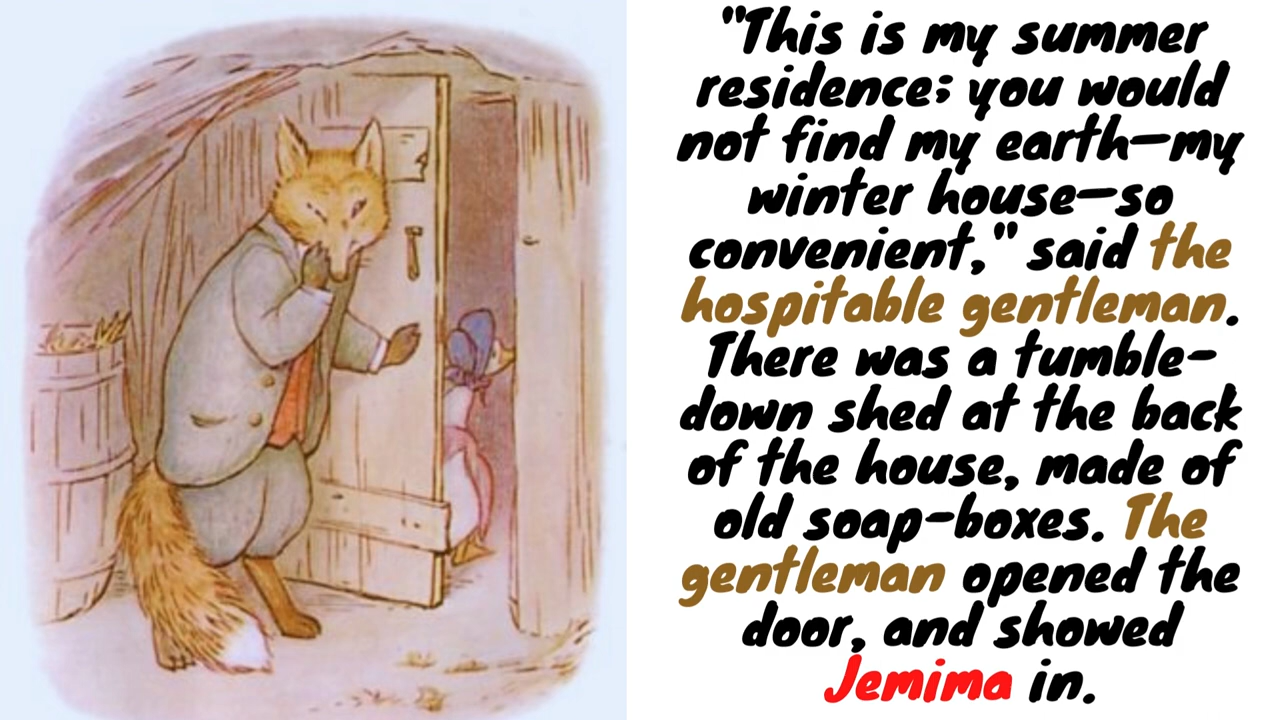 "This is my summer
residence; you would
not find my earth—my
winter house—so
convenient," said the
hospitable gentleman.
There was a tumble-
down shed at the back
of the house, made of
old soap-boxes. The
gentleman opened the
door, and showed
Jemima in.